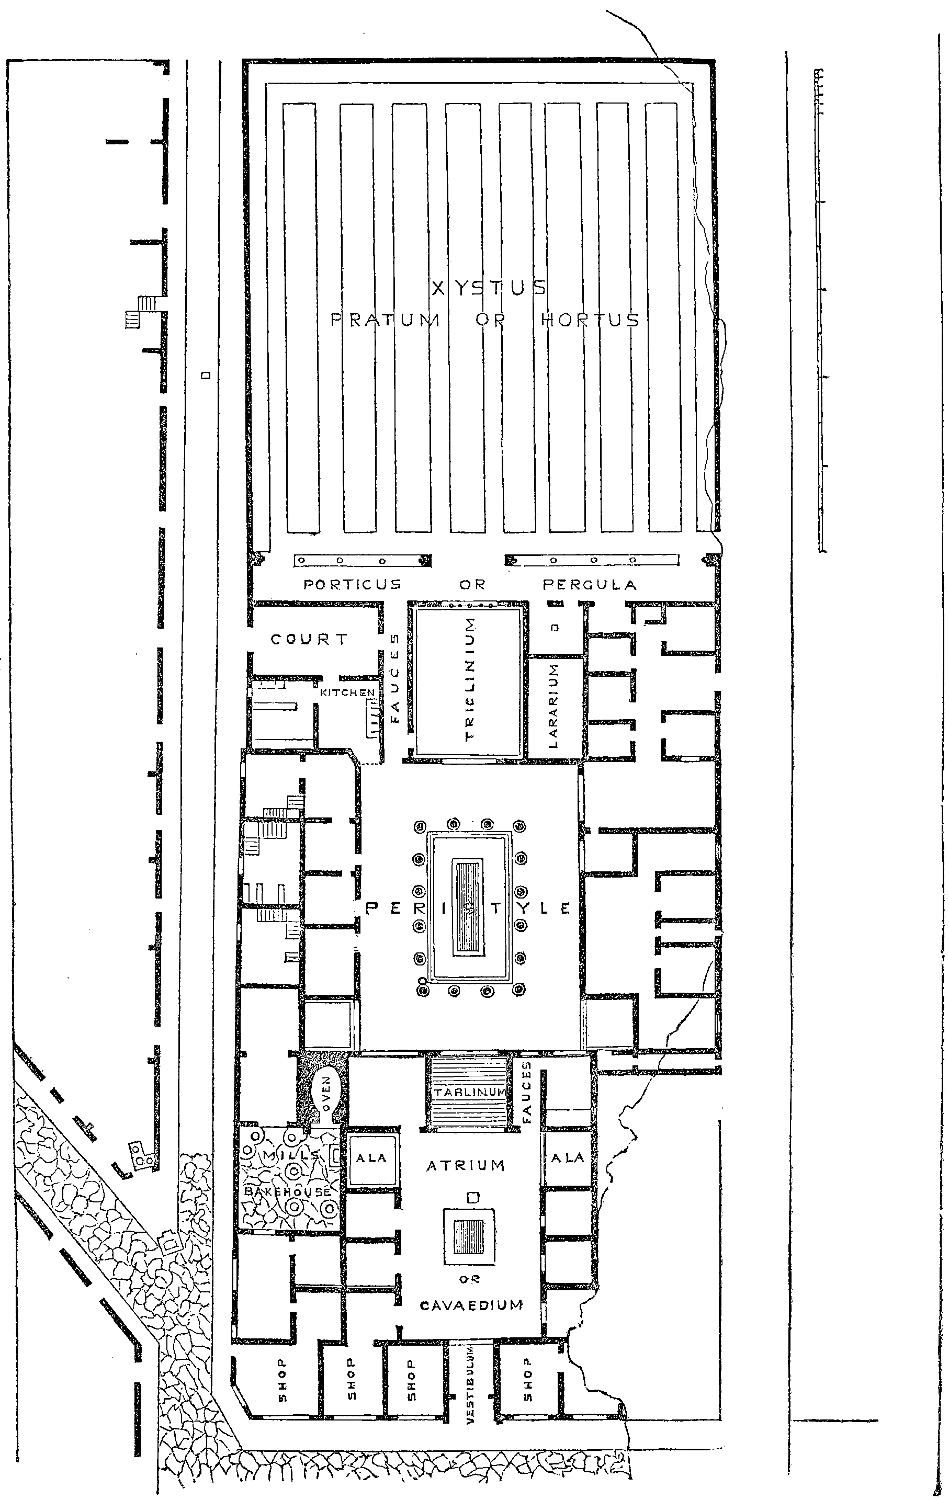 XYSTUS
PRATUM OR HORTUS
PORTICUS OR PERGULA
COURT
FAUCES
TRICLINIUM
KITCHEN
LARARIUM
PERISTYLE
OVEN
TABLINUM
FAUCES
MILLS
ALA
ATRIUM
ALA
BAKEHOUSE
OR
CAVAEDIUM
SHOP
SHOP
SHOP
VESTIBULUM
SHOP